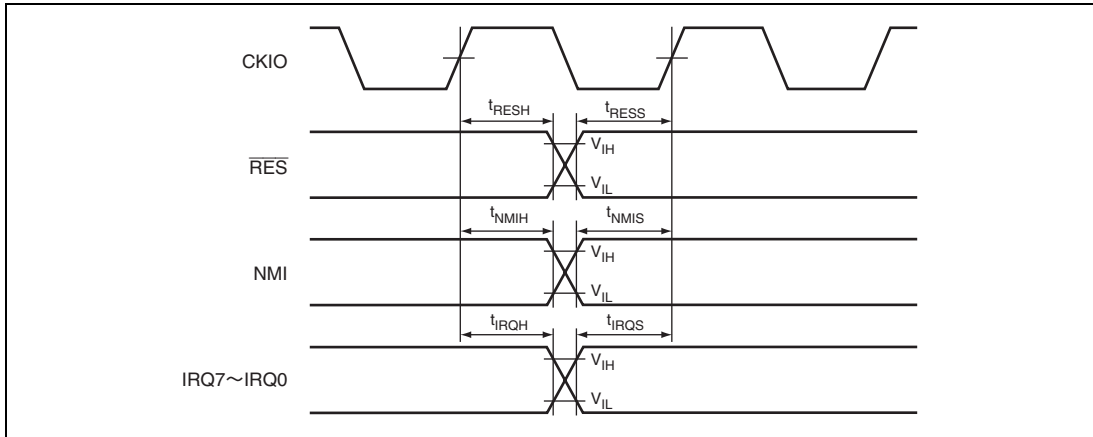 CKIO
tRESH tRESS
RES
VIH
VIL
tNMIH tNMIS
NMI
VIH
VIL
tIRQH tIRQS
IRQ7～IRQ0
VIH
VIL